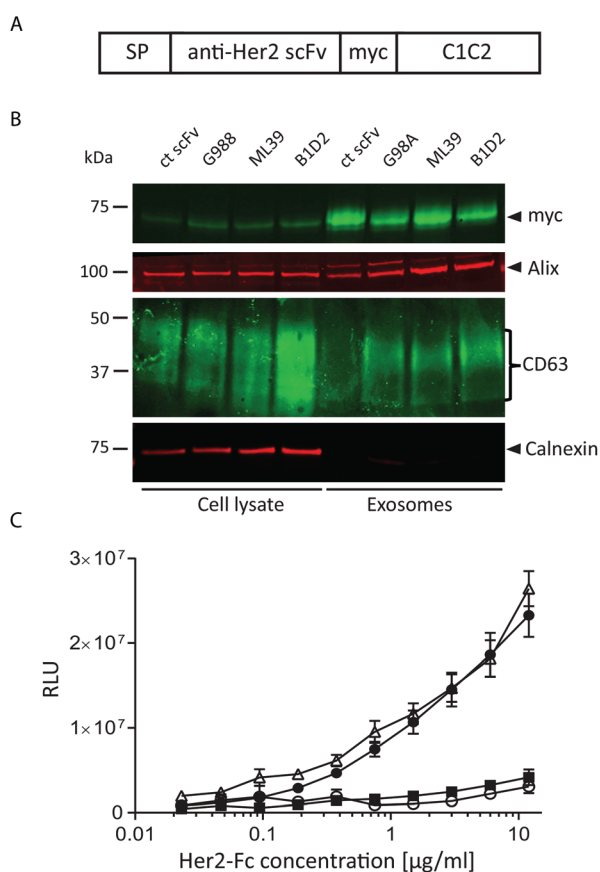 A
SP anti-Her2 scFv myc C1C2
B
kDa ct scFv G988 ML39 B1D2 ct scFv G98A ML39 B1D2
75 myc
100 Alix
50
37 CD63
75 Calnexin
Cell lysate Exosomes
C
3× 10⁷
2× 10⁷
1× 10⁷
0
RLU
0.01 0.1 1 10
Her2-Fc concentration [µg/ml]